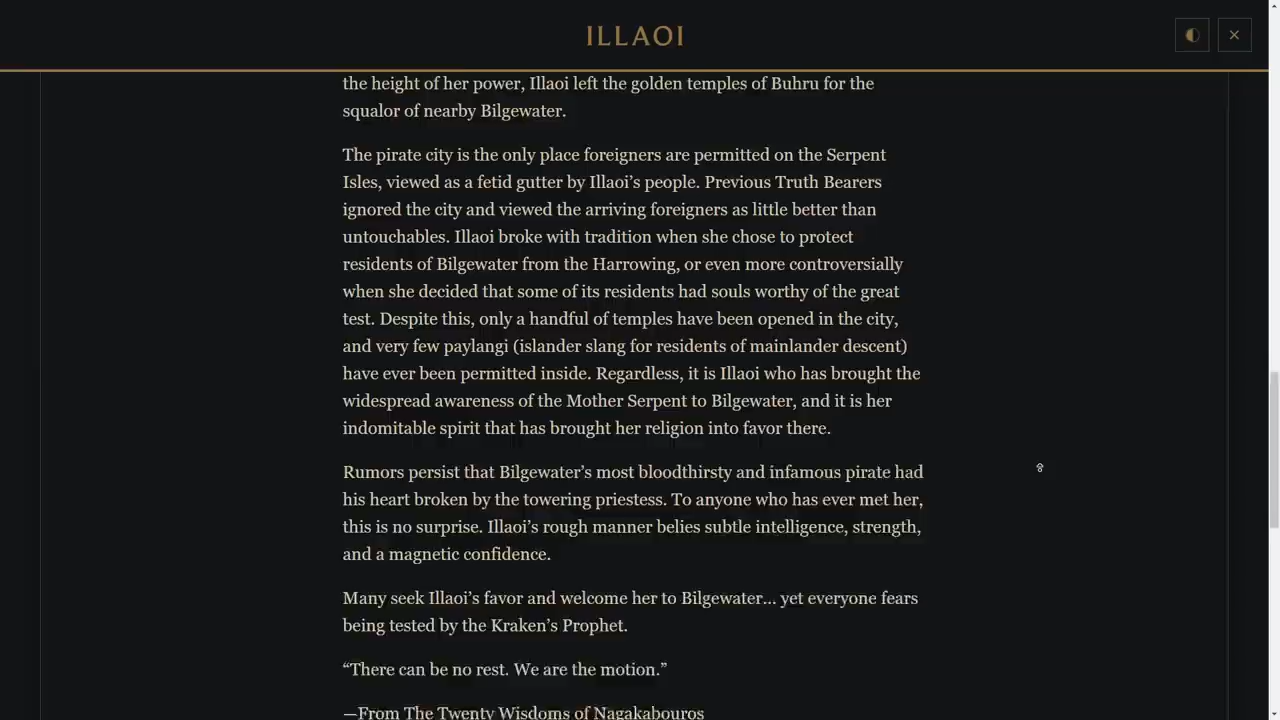 ILLAOI
the height of her power, Illaoi left the golden temples of Buhru for the
squalor of nearby Bilgewater.
The pirate city is the only place foreigners are permitted on the Serpent
Isles, viewed as a fetid gutter by Illaoi’s people. Previous Truth Bearers
ignored the city and viewed the arriving foreigners as little better than
untouchables. Illaoi broke with tradition when she chose to protect
residents of Bilgewater from the Harrowing, or even more controversially
when she decided that some of its residents had souls worthy of the great
test. Despite this, only a handful of temples have been opened in the city,
and very few paylangi (islander slang for residents of mainlander descent)
have ever been permitted inside. Regardless, it is Illaoi who has brought the
widespread awareness of the Mother Serpent to Bilgewater, and it is her
indomitable spirit that has brought her religion into favor there.
Rumors persist that Bilgewater’s most bloodthirsty and infamous pirate had
his heart broken by the towering priestess. To anyone who has ever met her,
this is no surprise. Illaoi’s rough manner belies subtle intelligence, strength,
and a magnetic confidence.
Many seek Illaoi’s favor and welcome her to Bilgewater... yet everyone fears
being tested by the Kraken’s Prophet.
“There can be no rest. We are the motion.”
—From The Twenty Wisdoms of Nagakabouros